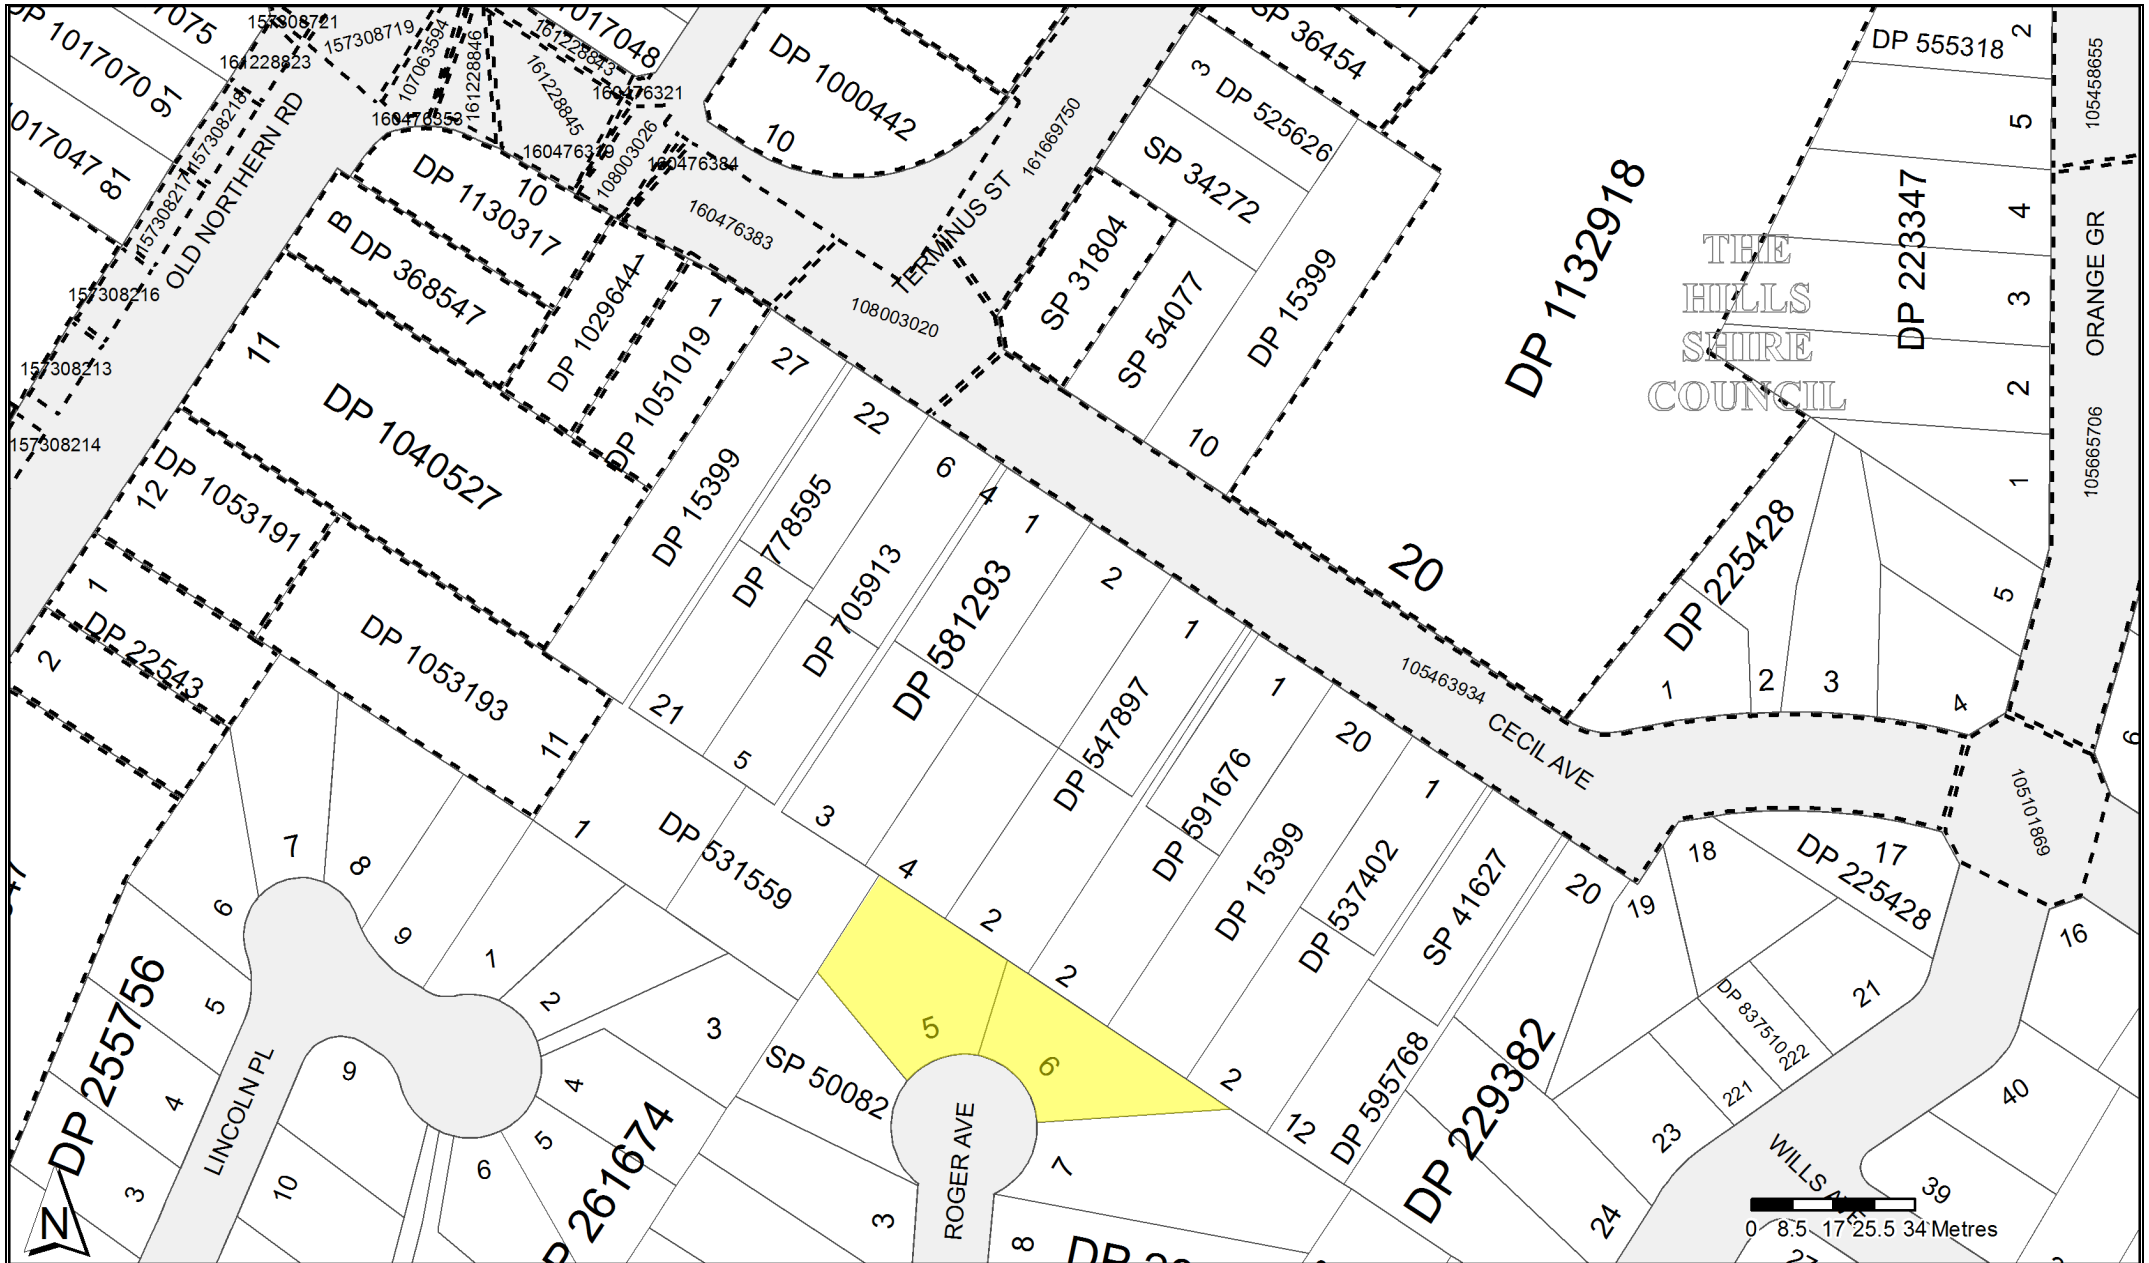 157308721
157308719
161228823
DP 1017070 91
81
157308218
157308217
OLD NORTHERN RD
157308216
157308213
157308214
107063594
161228846
160476353
161228843
161228845
160476321
160476319
108003026
160476384
160476383
DP 1000442
10
161669750
TERMINUS ST
108003020
SP 36454
3
DP 525626
SP 34272
SP 31804
SP 54077
DP 15399
10
DP 1132918
20
THE
HILLS
SHIRE
COUNCIL
DP 555318
2
5
4
3
2
1
DP 223347
105458655
ORANGE GR
105665706
10
DP 1130317
B
DP 368547
1
DP 1029644
1
DP 1051019
11
DP 1040527
DP 1053191
12
1
DP 22543
2
DP 1053193
11
27
DP 15399
22
DP 778595
21
6
DP 705913
5
4
1
DP 581293
3
2
4
1
DP 547897
2
1
DP 591676
2
20
DP 15399
1
DP 537402
2
SP 41627
20
12
DP 595768
105463934
CECIL AVE
DP 225428
1
2
3
4
5
6
105101869
18
17
DP 225428
19
16
21
DP 837510
222
221
DP 229382
23
24
WILLS AVE
40
39
1
DP 531559
7
8
9
6
5
4
3
DP 255756
LINCOLN PL
9
10
1
2
3
4
5
6
DP 261674
SP 50082
5
6
7
8
3
ROGER AVE
N
0 8.5 17 25.5 34 Metres